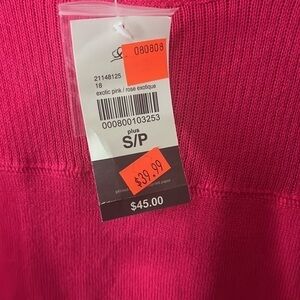 080808
21148125
18
exotic pink / rose exotique
000800103253
plus
S/P
$39.99
$45.00